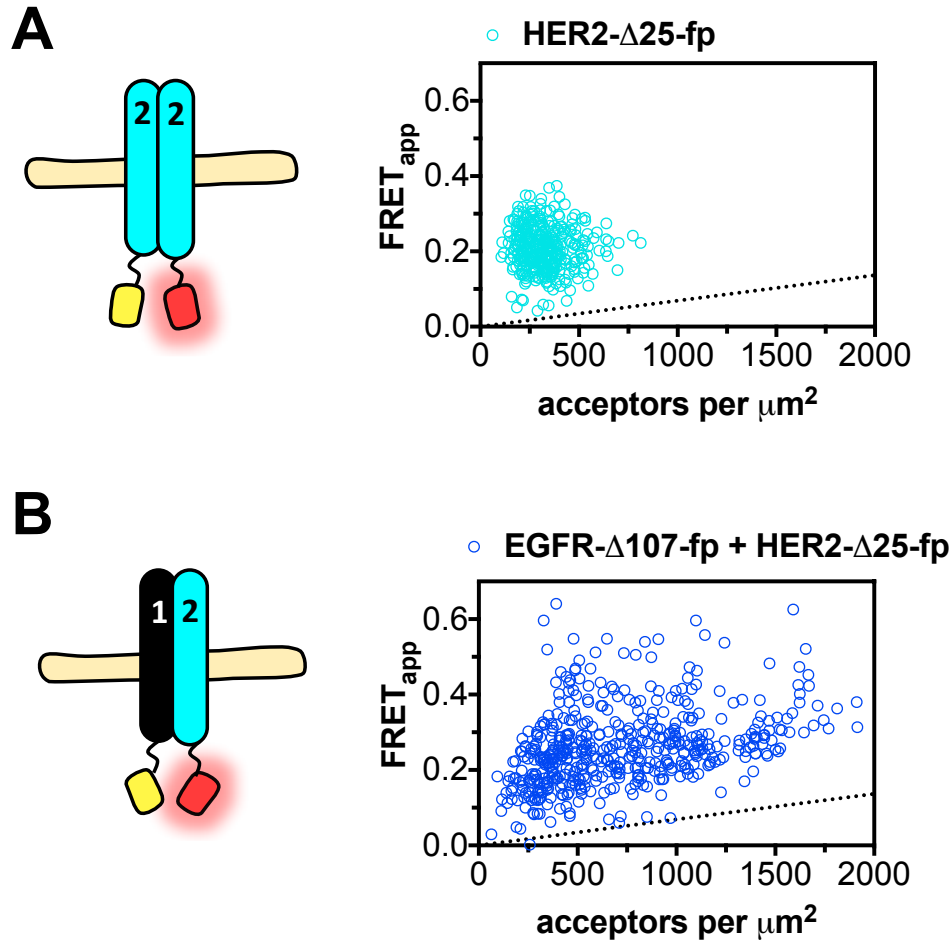 A
HER2-Δ25-fp
2 2
FRETapp
0.6
0.4
0.2
0.0
0 500 1000 1500 2000
acceptors per μm²
B
EGFR-Δ107-fp + HER2-Δ25-fp
1 2
FRETapp
0.6
0.4
0.2
0.0
0 500 1000 1500 2000
acceptors per μm²